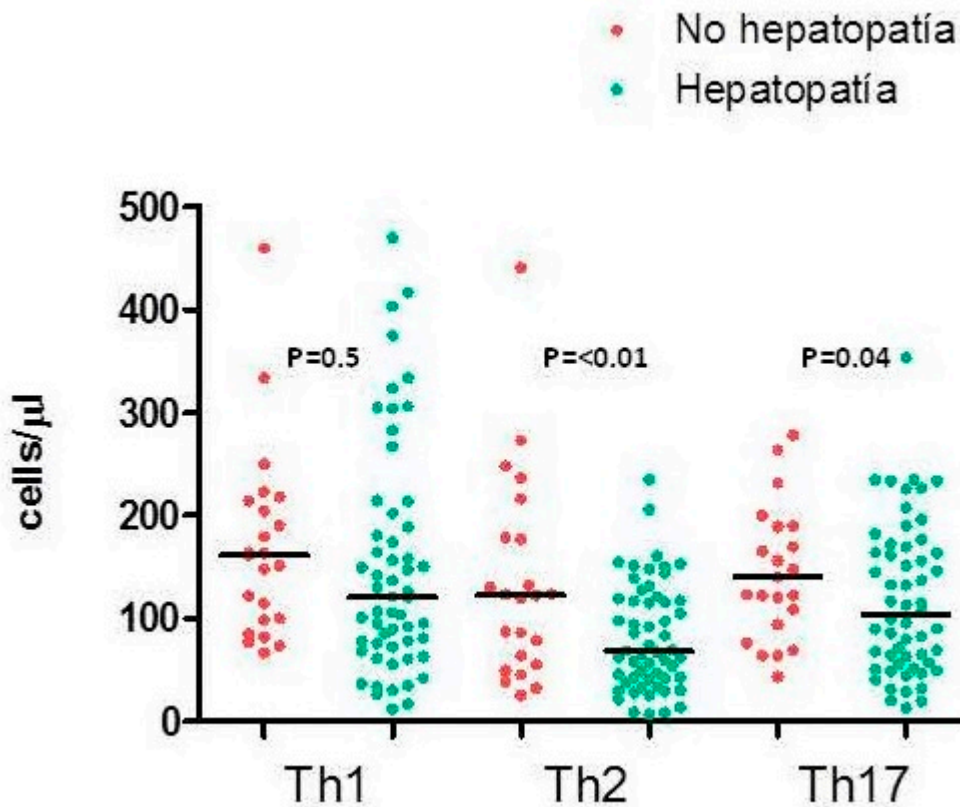 No hepatopatía
Hepatopatía
500
400
300
200
100
0
cells/µl
P=0.5
P=<0.01
P=0.04
Th1
Th2
Th17